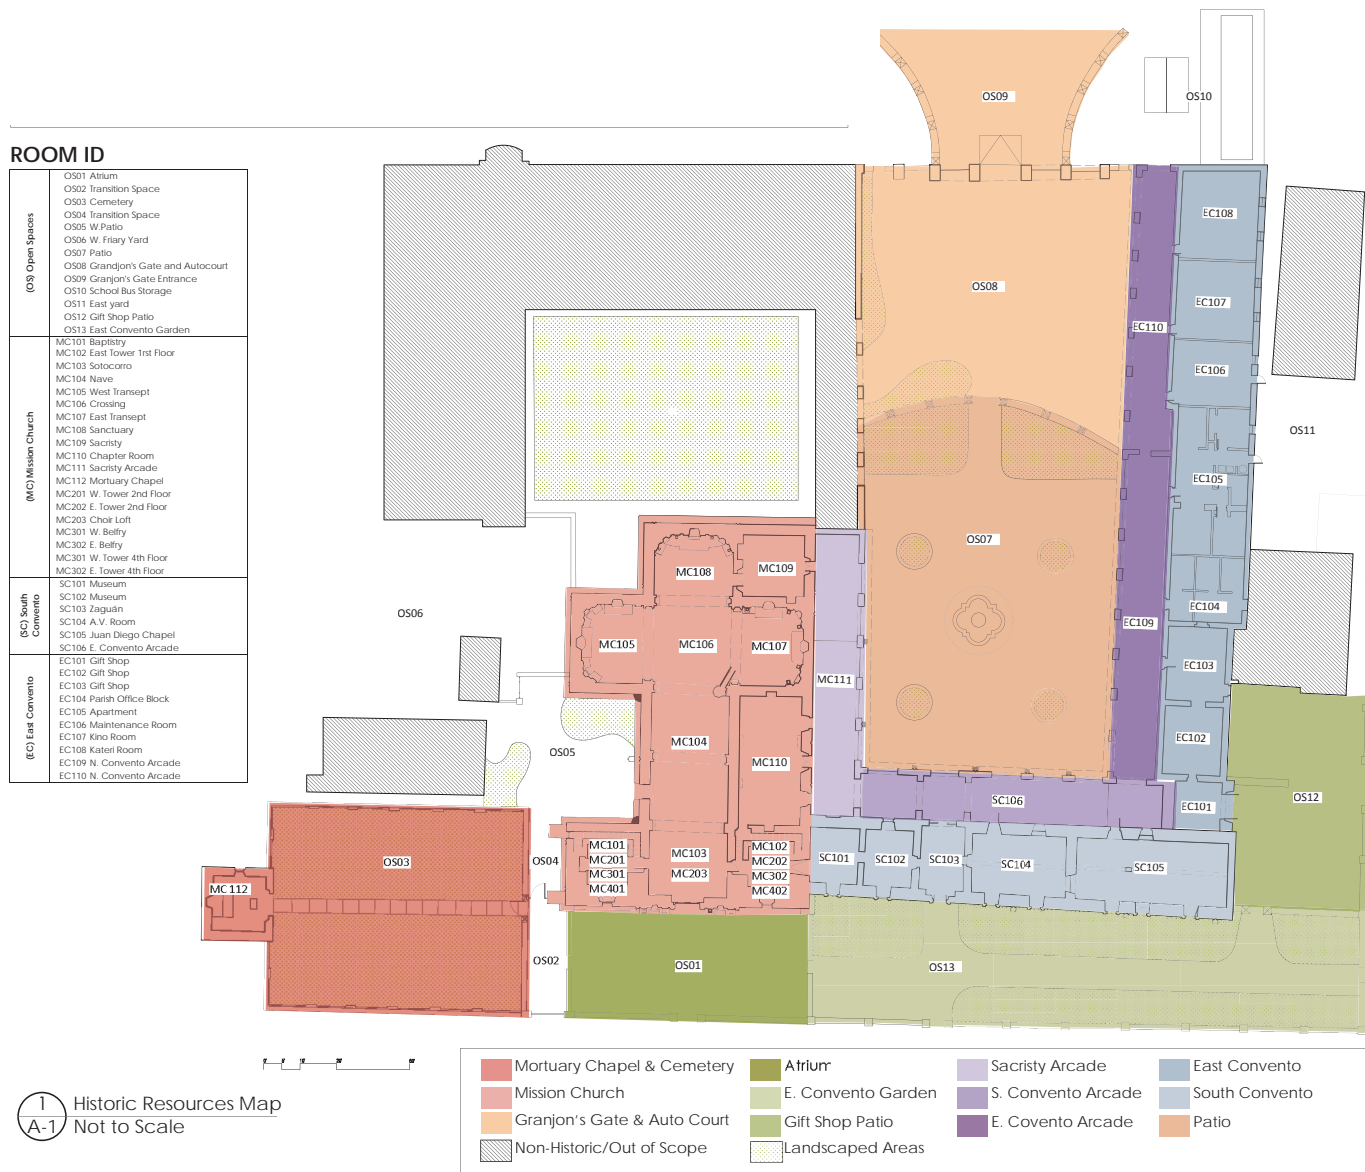 ROOM ID
(OS) Open Spaces
OS01 Atrium
OS02 Transition Space
OS03 Cemetery
OS04 Transition Space
OS05 W.Patio
OS06 W. Friary Yard
OS07 Patio
OS08 Grandjon's Gate and Autocourt
OS09 Granjon's Gate Entrance
OS10 School Bus Storage
OS11 East yard
OS12 Gift Shop Patio
OS13 East Convento Garden
(MC) Mission Church
MC101 Baptistry
MC102 East Tower 1rst Floor
MC103 Sotocorro
MC104 Nave
MC105 West Transept
MC106 Crossing
MC107 East Transept
MC108 Sanctuary
MC109 Sacristy
MC110 Chapter Room
MC111 Sacristy Arcade
MC112 Mortuary Chapel
MC201 W. Tower 2nd Floor
MC202 E. Tower 2nd Floor
MC203 Choir Loft
MC301 W. Belfry
MC302 E. Belfry
MC301 W. Tower 4th Floor
MC302 E. Tower 4th Floor
(SC) South
Convento
SC101 Museum
SC102 Museum
SC103 Zaguán
SC104 A.V. Room
SC105 Juan Diego Chapel
SC106 E. Convento Arcade
(EC) East Convento
EC101 Gift Shop
EC102 Gift Shop
EC103 Gift Shop
EC104 Parish Office Block
EC105 Apartment
EC106 Maintenance Room
EC107 Kino Room
EC108 Kateri Room
EC109 N. Convento Arcade
EC110 N. Convento Arcade
OS09
OS10
EC108
OS08
EC107
EC110
EC106
OS11
EC105
OS07
MC109
MC108
EC104
OS06
EC109
MC105
MC106
MC107
EC103
MC111
EC102
MC104
OS05
MC110
OS12
SC106
EC101
MC101
MC102
MC103
OS03
OS04
MC201
MC202
SC101
SC102
SC103
SC104
SC105
MC301
MC203
MC302
MC112
MC401
MC402
OS02
OS01
OS13
Mortuary Chapel & Cemetery
Atrium
Sacristy Arcade
East Convento
Mission Church
E. Convento Garden
S. Convento Arcade
South Convento
Granjon's Gate & Auto Court
Gift Shop Patio
E. Covento Arcade
Patio
Non-Historic/Out of Scope
Landscaped Areas
1
A-1
Historic Resources Map
Not to Scale